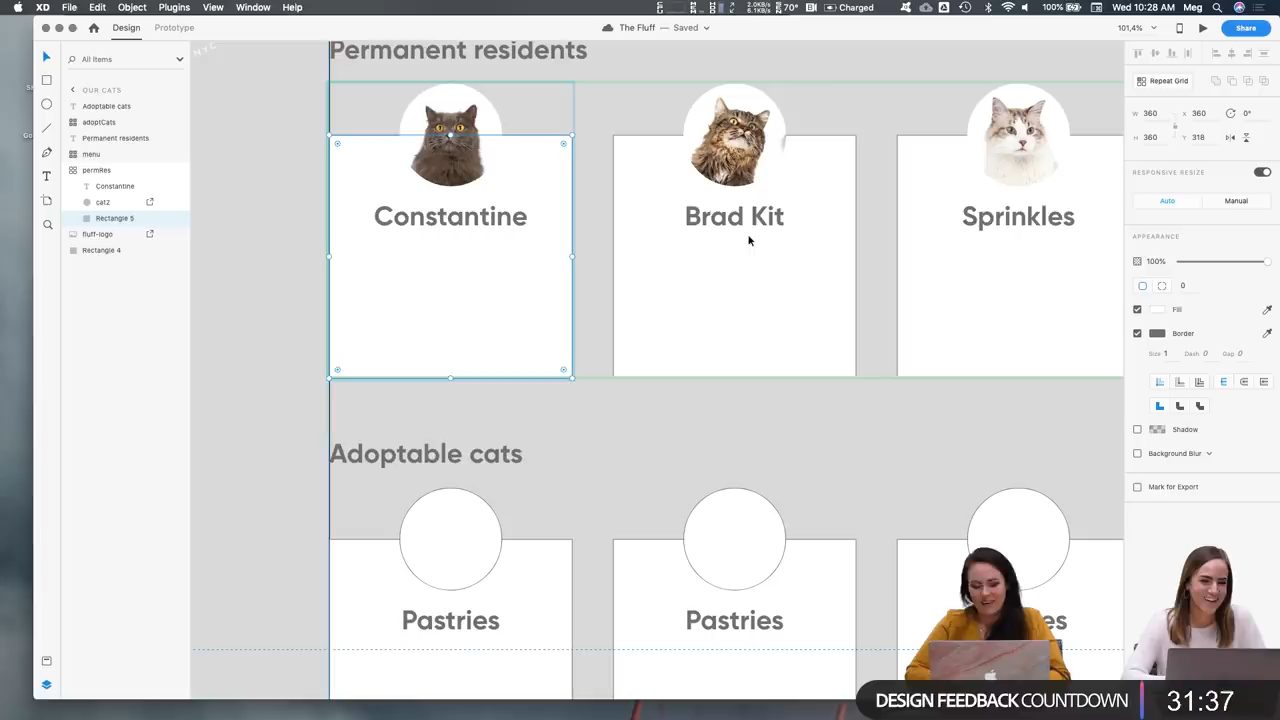 XD File Edit Object Plugins View Window Help
70° Charged 100% Wed 10:28 AM Meg
Design Prototype
The Fluff — Saved
101,4%
Share
All Items
OUR CATS
Adoptable cats
adoptCats
Permanent residents
menu
permRes
Constantine
cat2
Rectangle 5
fluff-logo
Rectangle 4
NYC
Permanent residents
Constantine
Brad Kit
Sprinkles
Adoptable cats
Pastries
Pastries
Repeat Grid
W 360 X 360 0°
H 360 Y 318
RESPONSIVE RESIZE
Auto Manual
APPEARANCE
100%
0
Fill
Border
Size 1 Dash 0 Gap 0
Shadow
Background Blur
Mark for Export
DESIGN FEEDBACK COUNTDOWN 31:37